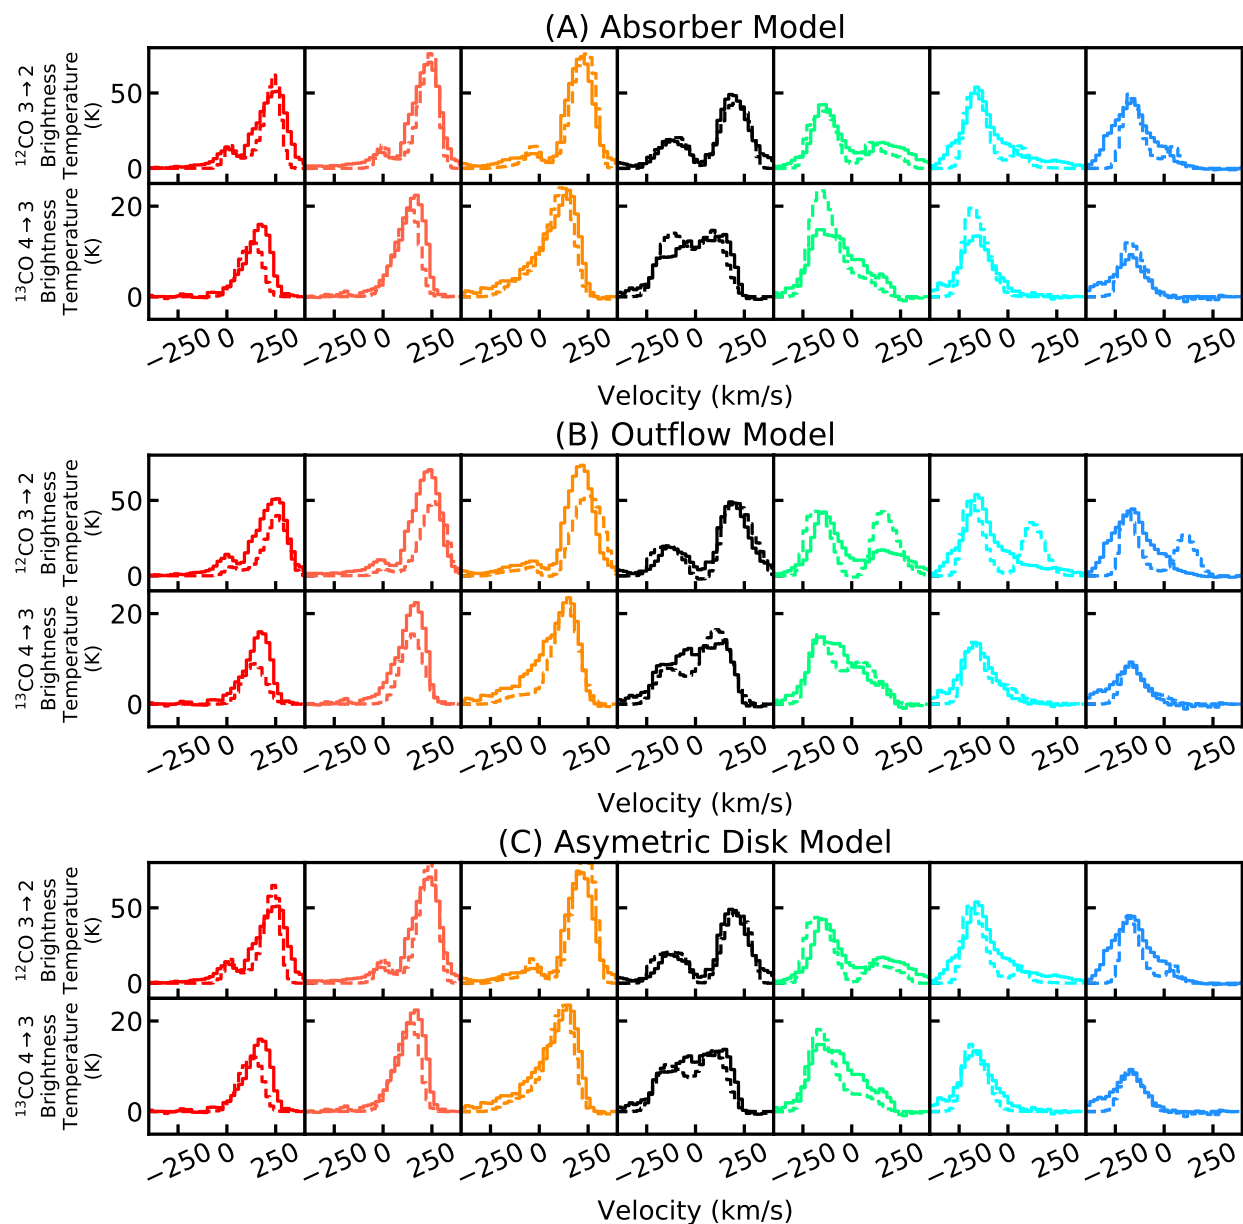 (A) Absorber Model
¹²CO 3→2
Brightness
Temperature
(K)
50
0
¹³CO 4→3
Brightness
Temperature
(K)
20
0
−250 0 250 −250 0 250 −250 0 250 −250 0 250 −250 0 250 −250 0 250 −250 0 250
Velocity (km/s)
(B) Outflow Model
¹²CO 3→2
Brightness
Temperature
(K)
50
0
¹³CO 4→3
Brightness
Temperature
(K)
20
0
−250 0 250 −250 0 250 −250 0 250 −250 0 250 −250 0 250 −250 0 250 −250 0 250
Velocity (km/s)
(C) Asymetric Disk Model
¹²CO 3→2
Brightness
Temperature
(K)
50
0
¹³CO 4→3
Brightness
Temperature
(K)
20
0
−250 0 250 −250 0 250 −250 0 250 −250 0 250 −250 0 250 −250 0 250 −250 0 250
Velocity (km/s)